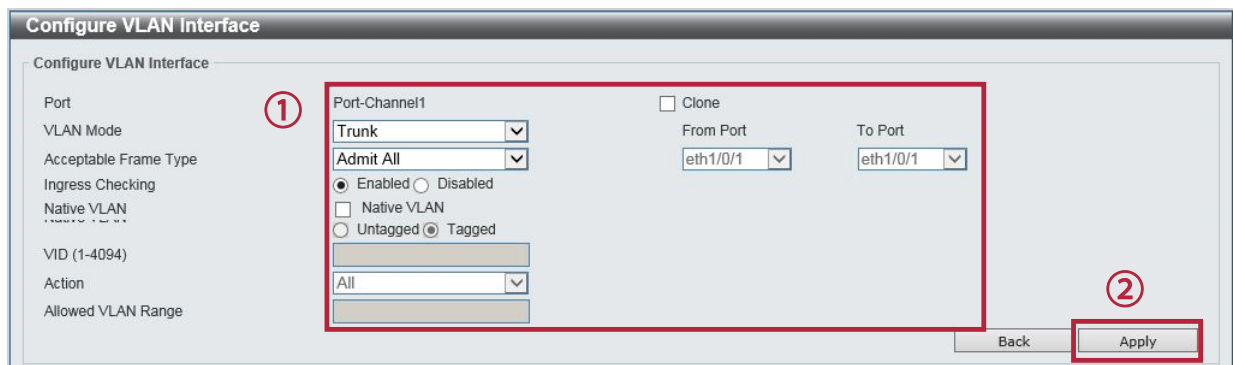 Configure VLAN Interface
Configure VLAN Interface
Port ① Port-Channel1 Clone
VLAN Mode Trunk From Port To Port
Acceptable Frame Type Admit All eth1/0/1 eth1/0/1
Ingress Checking Enabled Disabled
Native VLAN Native VLAN
Native VLAN Untagged Tagged
VID (1-4094)
Action All ②
Allowed VLAN Range
Back Apply